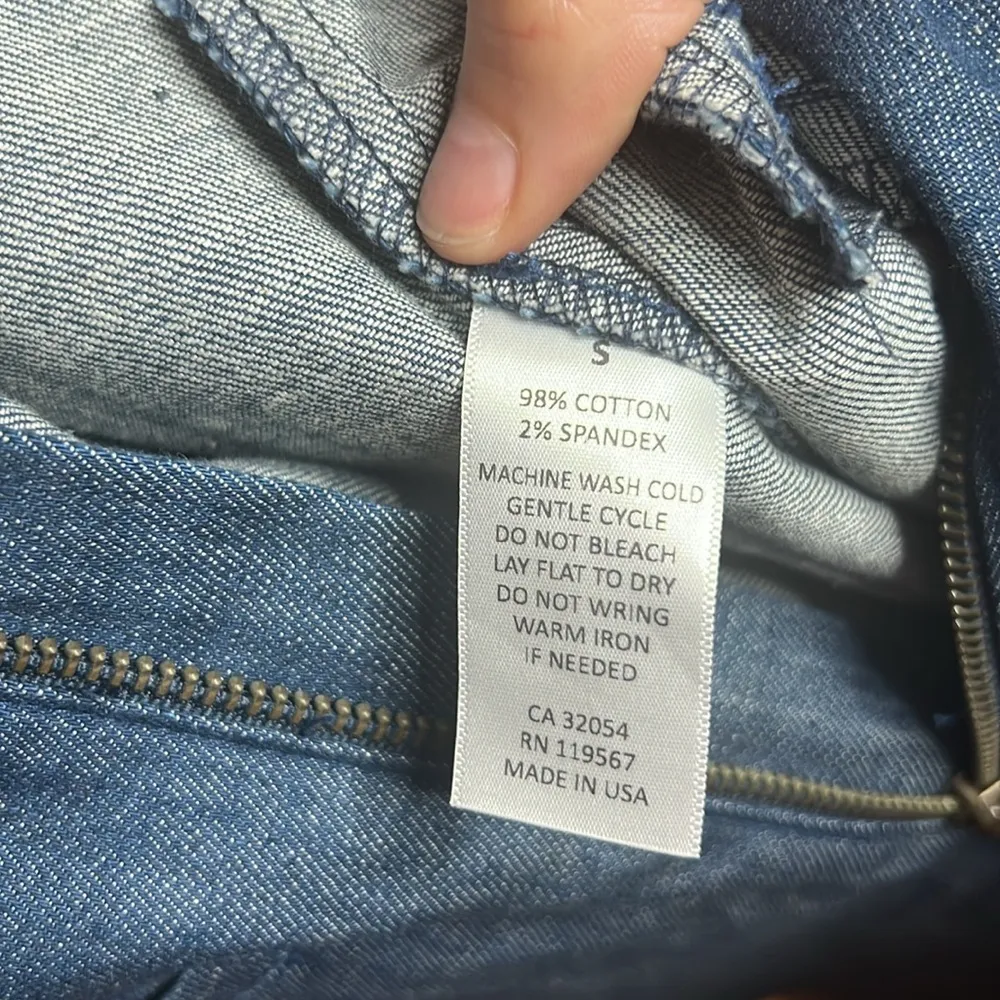 S
98% COTTON
2% SPANDEX
MACHINE WASH COLD
GENTLE CYCLE
DO NOT BLEACH
LAY FLAT TO DRY
DO NOT WRING
WARM IRON
IF NEEDED
CA 32054
RN 119567
MADE IN USA